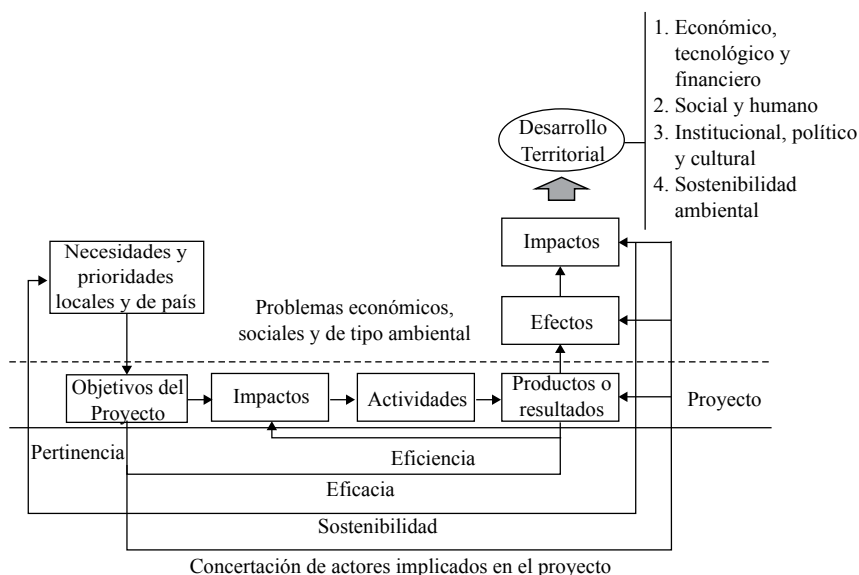 1. Económico,
tecnológico y
financiero
2. Social y humano
3. Institucional, político
y cultural
4. Sostenibilidad
ambiental
Desarrollo
Territorial
Impactos
Necesidades y
prioridades
locales y de país
Problemas económicos,
sociales y de tipo ambiental
Efectos
Objetivos del
Proyecto
Impactos
Actividades
Productos o
resultados
Proyecto
Pertinencia
Eficiencia
Eficacia
Sostenibilidad
Concertación de actores implicados en el proyecto